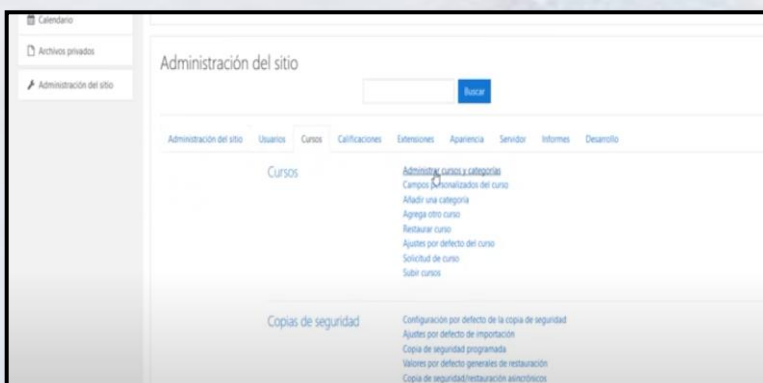 Calendario
Archivos privados
Administración del sitio
Administración del sitio
Buscar
Administración del sitio Usuarios Cursos Calificaciones Extensiones Apariencia Servidor Informes Desarrollo
Cursos
Administrar cursos y categorías
Campos personalizados del curso
Añadir una categoría
Agrega otro curso
Restaurar curso
Ajustes por defecto del curso
Solicitud de curso
Subir cursos
Copias de seguridad
Configuración por defecto de la copia de seguridad
Ajustes por defecto de importación
Copia de seguridad programada
Valores por defecto generales de restauración
Copia de seguridad/restauración asincrónicos